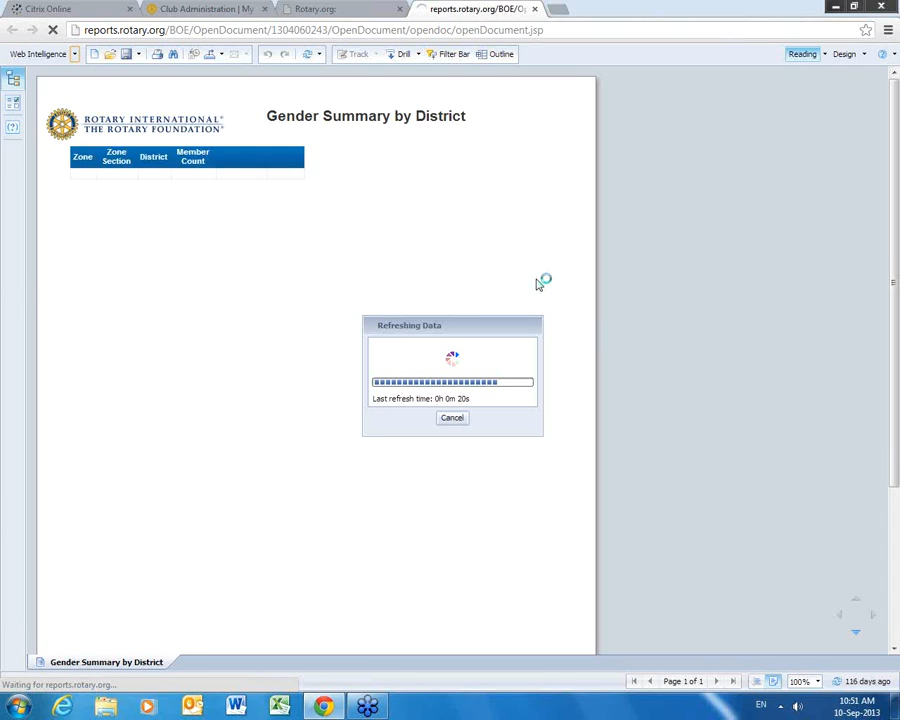 Citrix Online
Club Administration | My
Rotary.org:
reports.rotary.org/BOE/O
reports.rotary.org/BOE/OpenDocument/1304060243/OpenDocument/opendoc/openDocument.jsp
Web Intelligence
Track
Drill
Filter Bar
Outline
Reading
Design
ROTARY INTERNATIONAL®
THE ROTARY FOUNDATION®
Gender Summary by District
Zone
Zone Section
District
Member Count
Refreshing Data
Last refresh time: 0h 0m 20s
Cancel
Gender Summary by District
Waiting for reports.rotary.org...
Page 1 of 1
100%
116 days ago
EN
10:51 AM
10-Sep-2013